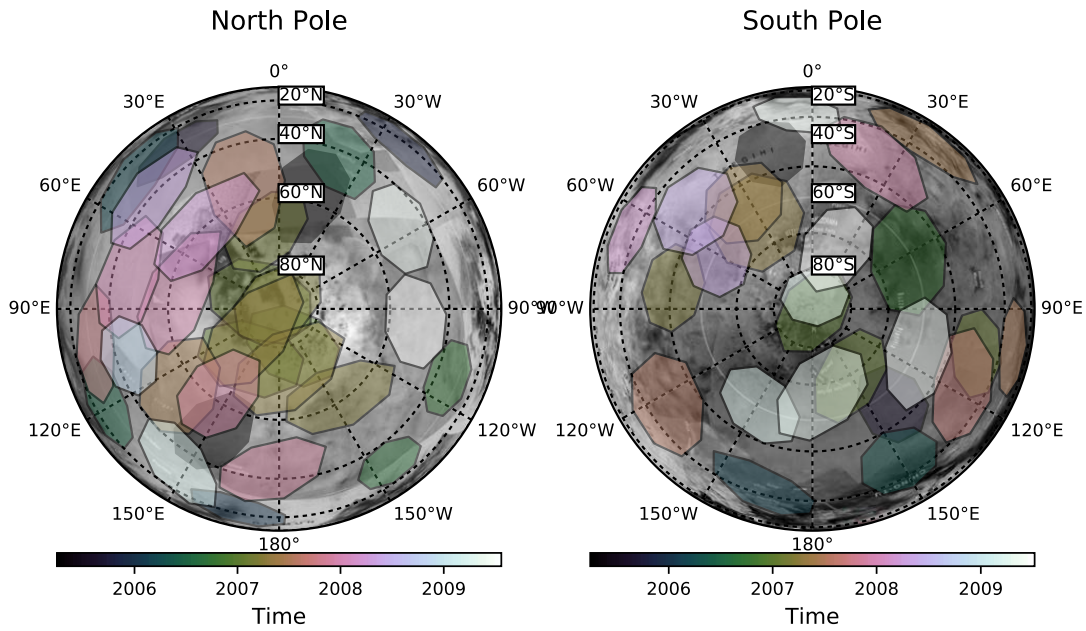 North Pole
South Pole
0°
30°E
30°W
20°N
40°N
60°E
60°W
60°N
80°N
90°E
90°W
120°E
120°W
150°E
150°W
180°
0°
30°W
30°E
20°S
40°S
60°W
60°E
60°S
80°S
90°W
90°E
120°W
120°E
150°W
150°E
180°
2006
2007
2008
2009
Time
2006
2007
2008
2009
Time